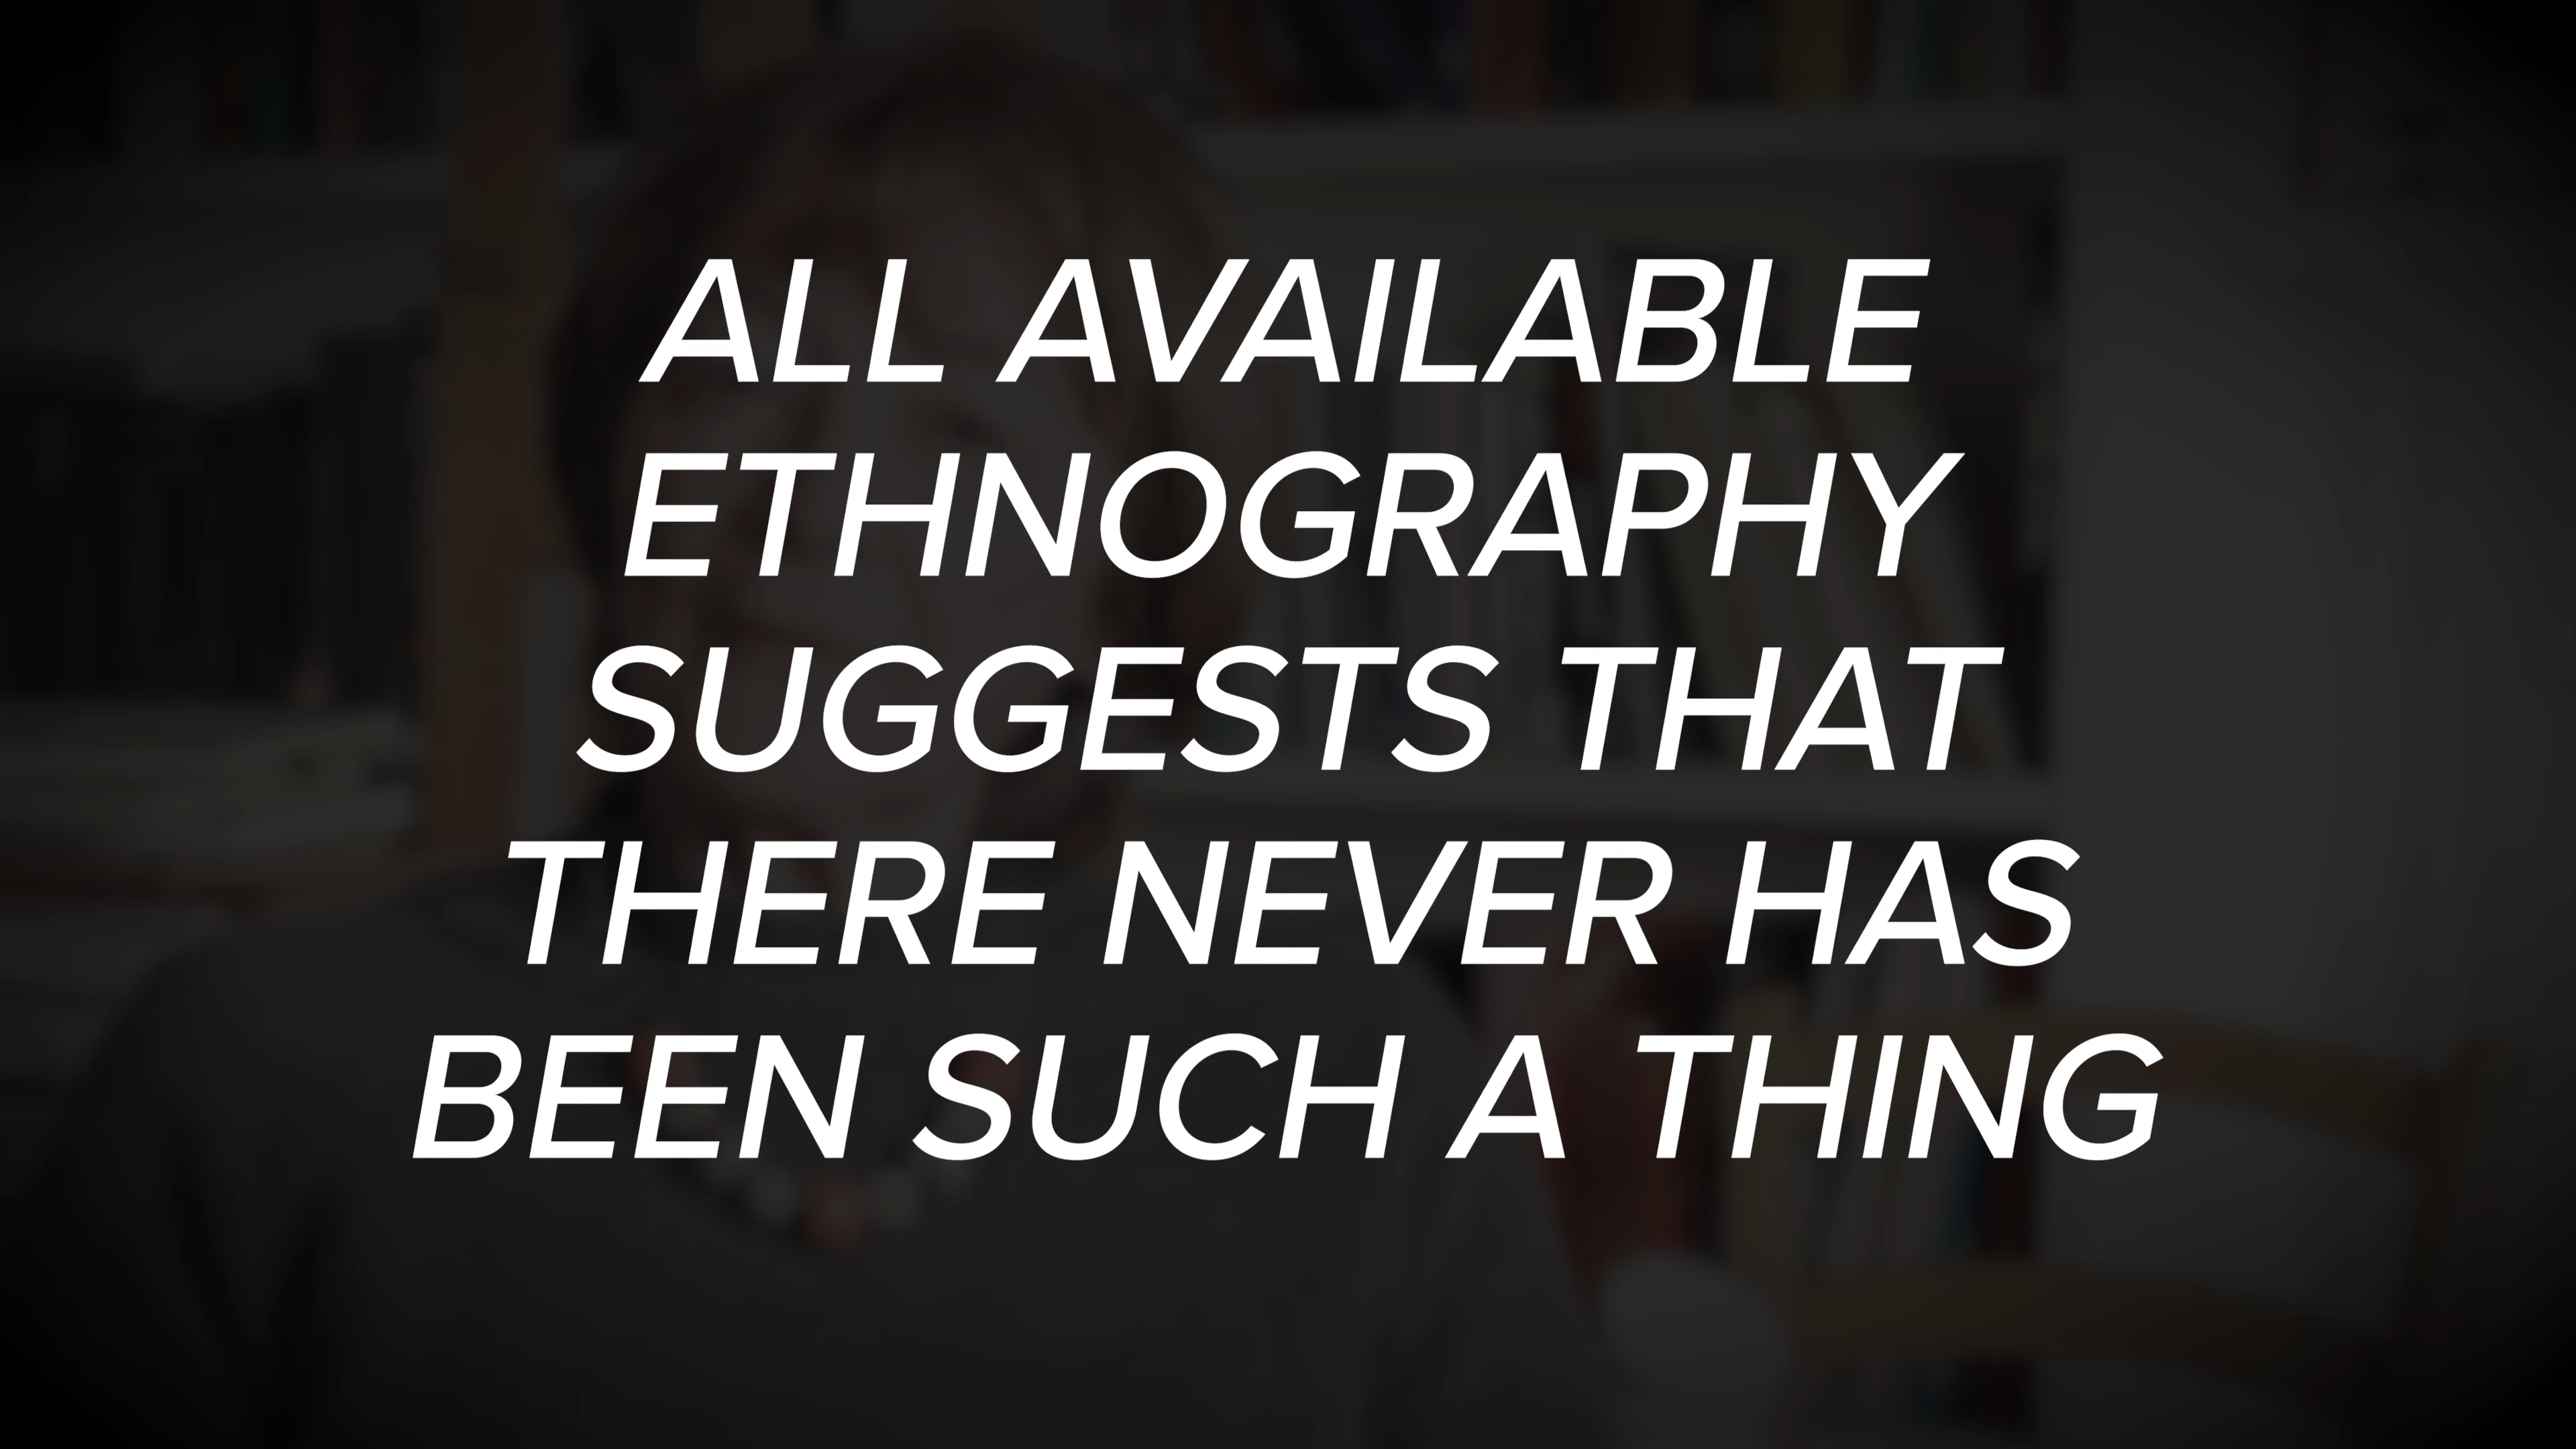 ALL AVAILABLE
ETHNOGRAPHY
SUGGESTS THAT
THERE NEVER HAS
BEEN SUCH A THING